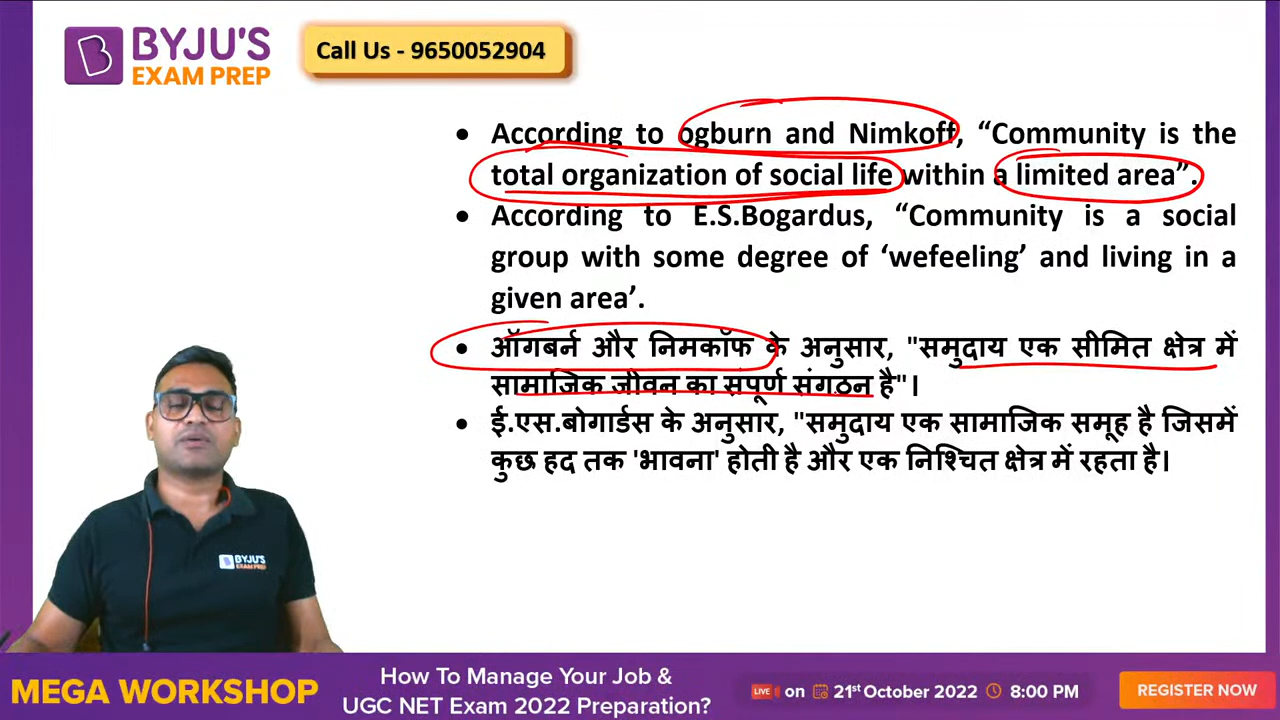 BYJU'S
EXAM PREP
Call Us - 9650052904
• According to ogburn and Nimkoff, “Community is the
total organization of social life within a limited area”.
• According to E.S.Bogardus, “Community is a social
group with some degree of ‘wefeeling’ and living in a
given area’.
• ऑगबर्न और निमकॉफ के अनुसार, "समुदाय एक सीमित क्षेत्र में
सामाजिक जीवन का संपूर्ण संगठन है"।
• ई.एस.बोगार्डस के अनुसार, "समुदाय एक सामाजिक समूह है जिसमें
कुछ हद तक 'भावना' होती है और एक निश्चित क्षेत्र में रहता है।
BYJU'S
EXAM PREP
MEGA WORKSHOP
How To Manage Your Job &
UGC NET Exam 2022 Preparation?
LIVE on 21st October 2022 8:00 PM
REGISTER NOW